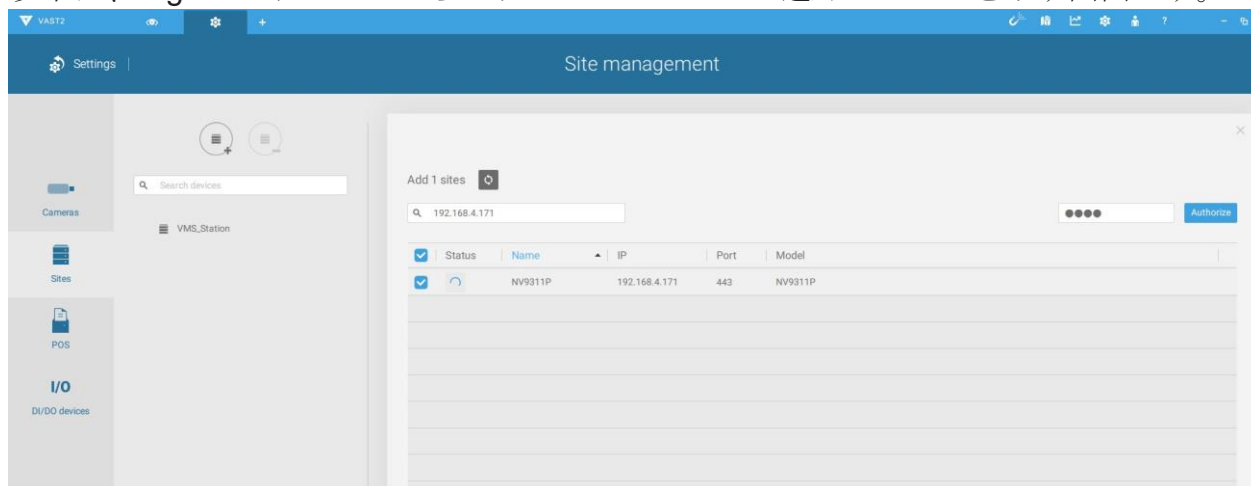 VAST2
?
Settings
Site management
Search devices
VMS_Station
Cameras
Sites
POS
I/O
DI/DO devices
Add 1 sites
192.168.4.171
Authorize
Status Name IP Port Model
NV9311P 192.168.4.171 443 NV9311P